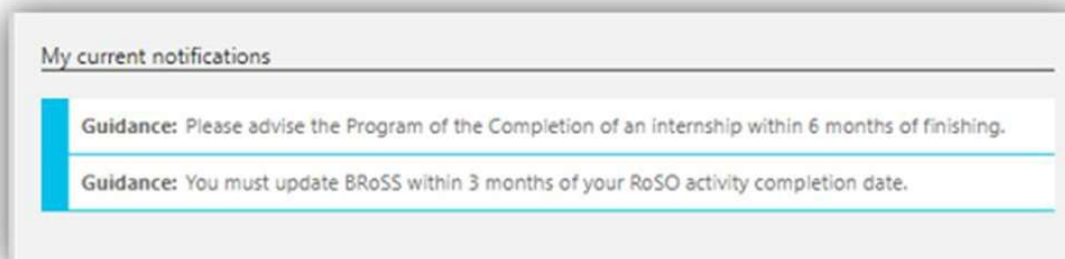 My current notifications
Guidance: Please advise the Program of the Completion of an internship within 6 months of finishing.
Guidance: You must update BRoSS within 3 months of your RoSO activity completion date.